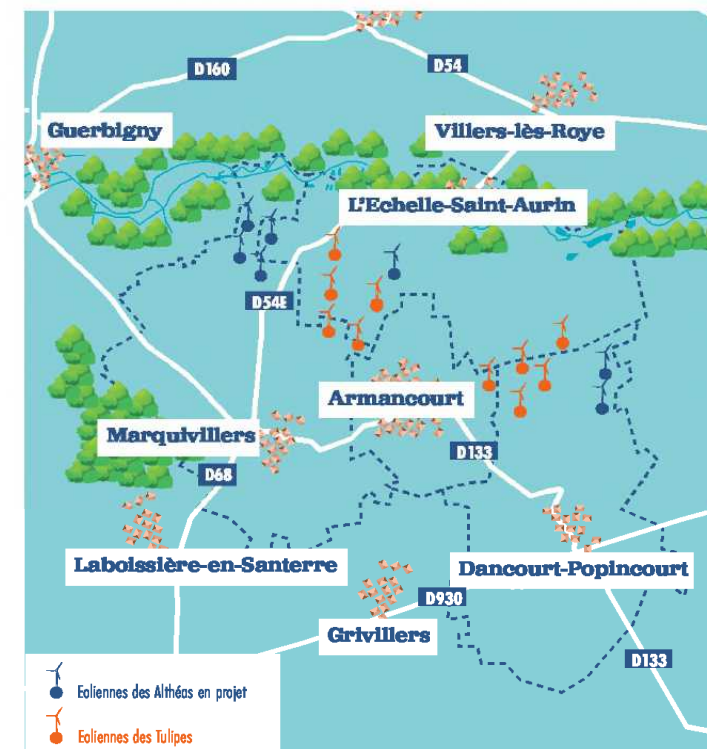 D160
D54
Guerbigny
Villers-lès-Roye
L'Echelle-Saint-Aurin
D54E
Armancourt
Marquivillers
D133
D68
Laboissière-en-Santerre
Dancourt-Popincourt
D930
Grivillers
D133
Eoliennes des Althéas en projet
Eoliennes des Tulipes